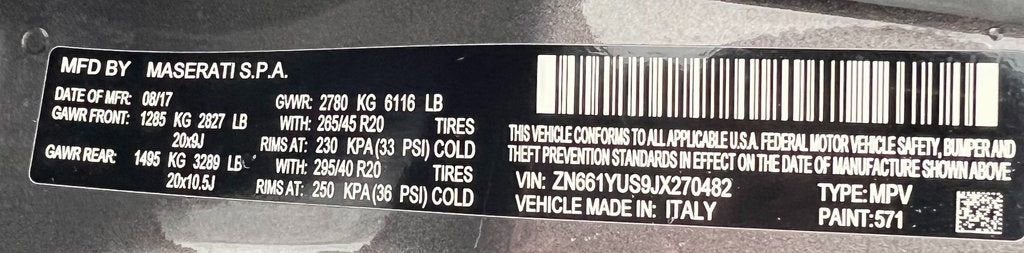 MFD BY MASERATI S.P.A.
DATE OF MFR: 08/17 GVWR: 2780 KG 6116 LB
GAWR FRONT: 1285 KG 2827 LB WITH: 265/45 R20 TIRES
20x9J RIMS AT: 230 KPA (33 PSI) COLD
GAWR REAR: 1495 KG 3289 LB WITH: 295/40 R20 TIRES
20x10.5J RIMS AT: 250 KPA (36 PSI) COLD
THIS VEHICLE CONFORMS TO ALL APPLICABLE U.S.A. FEDERAL MOTOR VEHICLE SAFETY, BUMPER AND
THEFT PREVENTION STANDARDS IN EFFECT ON THE DATE OF MANUFACTURE SHOWN ABOVE
VIN: ZN661YUS9JX270482 TYPE: MPV
VEHICLE MADE IN: ITALY PAINT: 571